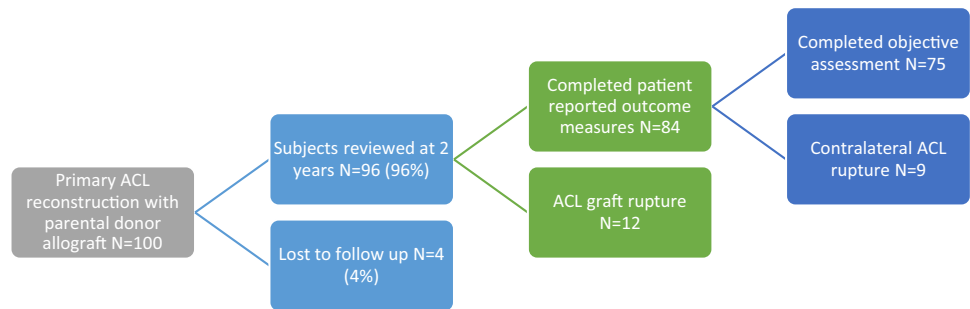 Primary ACL
reconstruction with
parental donor
allograft N=100
Subjects reviewed at 2
years N=96 (96%)
Lost to follow up N=4
(4%)
Completed patient
reported outcome
measures N=84
ACL graft rupture
N=12
Completed objective
assessment N=75
Contralateral ACL
rupture N=9